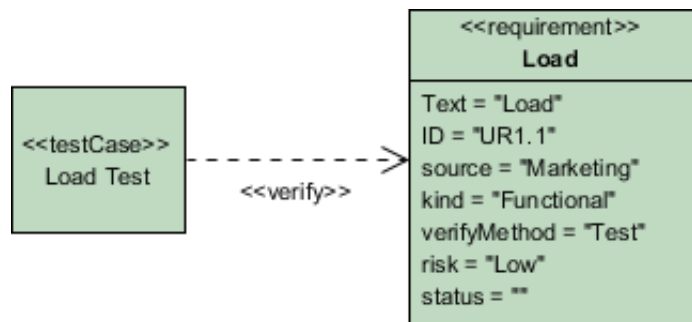 <<testCase>>
Load Test
<<verify>>
<<requirement>>
Load
Text = "Load"
ID = "UR1.1"
source = "Marketing"
kind = "Functional"
verifyMethod = "Test"
risk = "Low"
status = ""